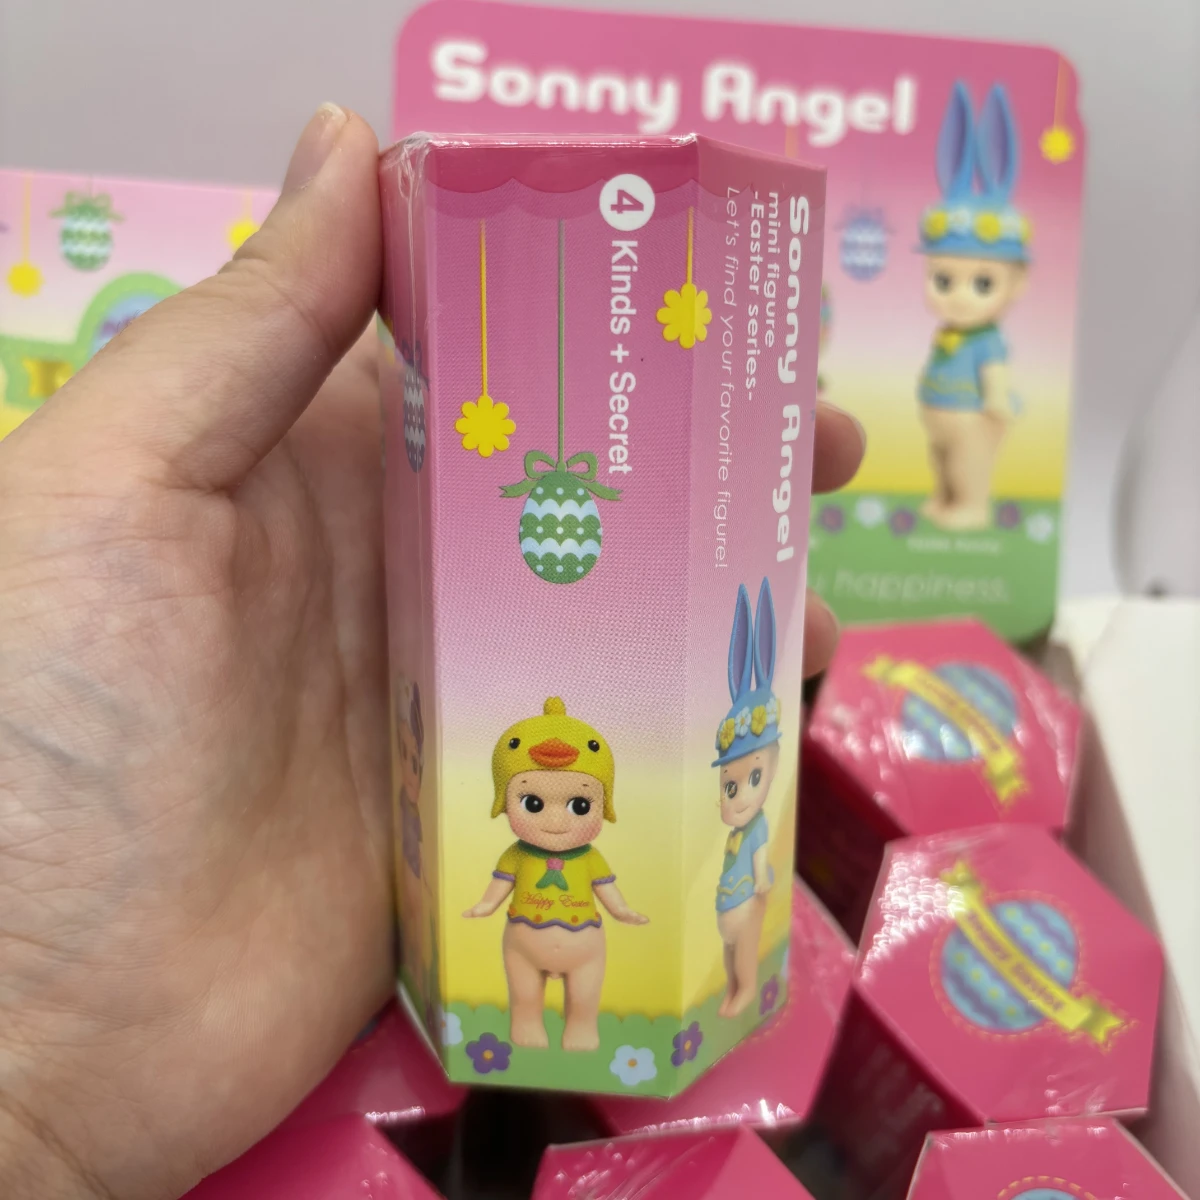 Sonny Angel
4 Kinds + Secret
Sonny Angel
mini figure
-Easter series-
Let's find your favorite figure!
Happy Easter
happiness.